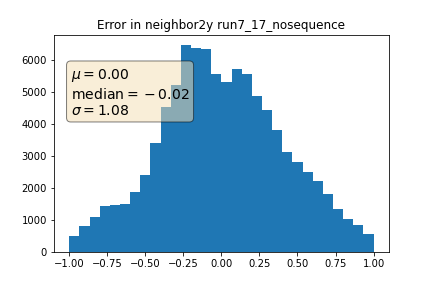 Error in neighbor2y run7_17_nosequence
6000
5000
4000
3000
2000
1000
0
μ = 0.00
median = −0.02
σ = 1.08
−1.00 −0.75 −0.50 −0.25 0.00 0.25 0.50 0.75 1.00